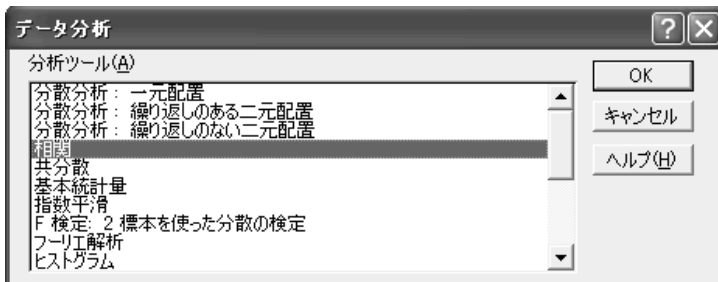 データ分析
分析ツール(A)
分散分析: 一元配置
分散分析: 繰り返しのある二元配置
分散分析: 繰り返しのない二元配置
相関
共分散
基本統計量
指数平滑
F 検定: 2 標本を使った分散の検定
フーリエ解析
ヒストグラム
OK
キャンセル
ヘルプ(H)